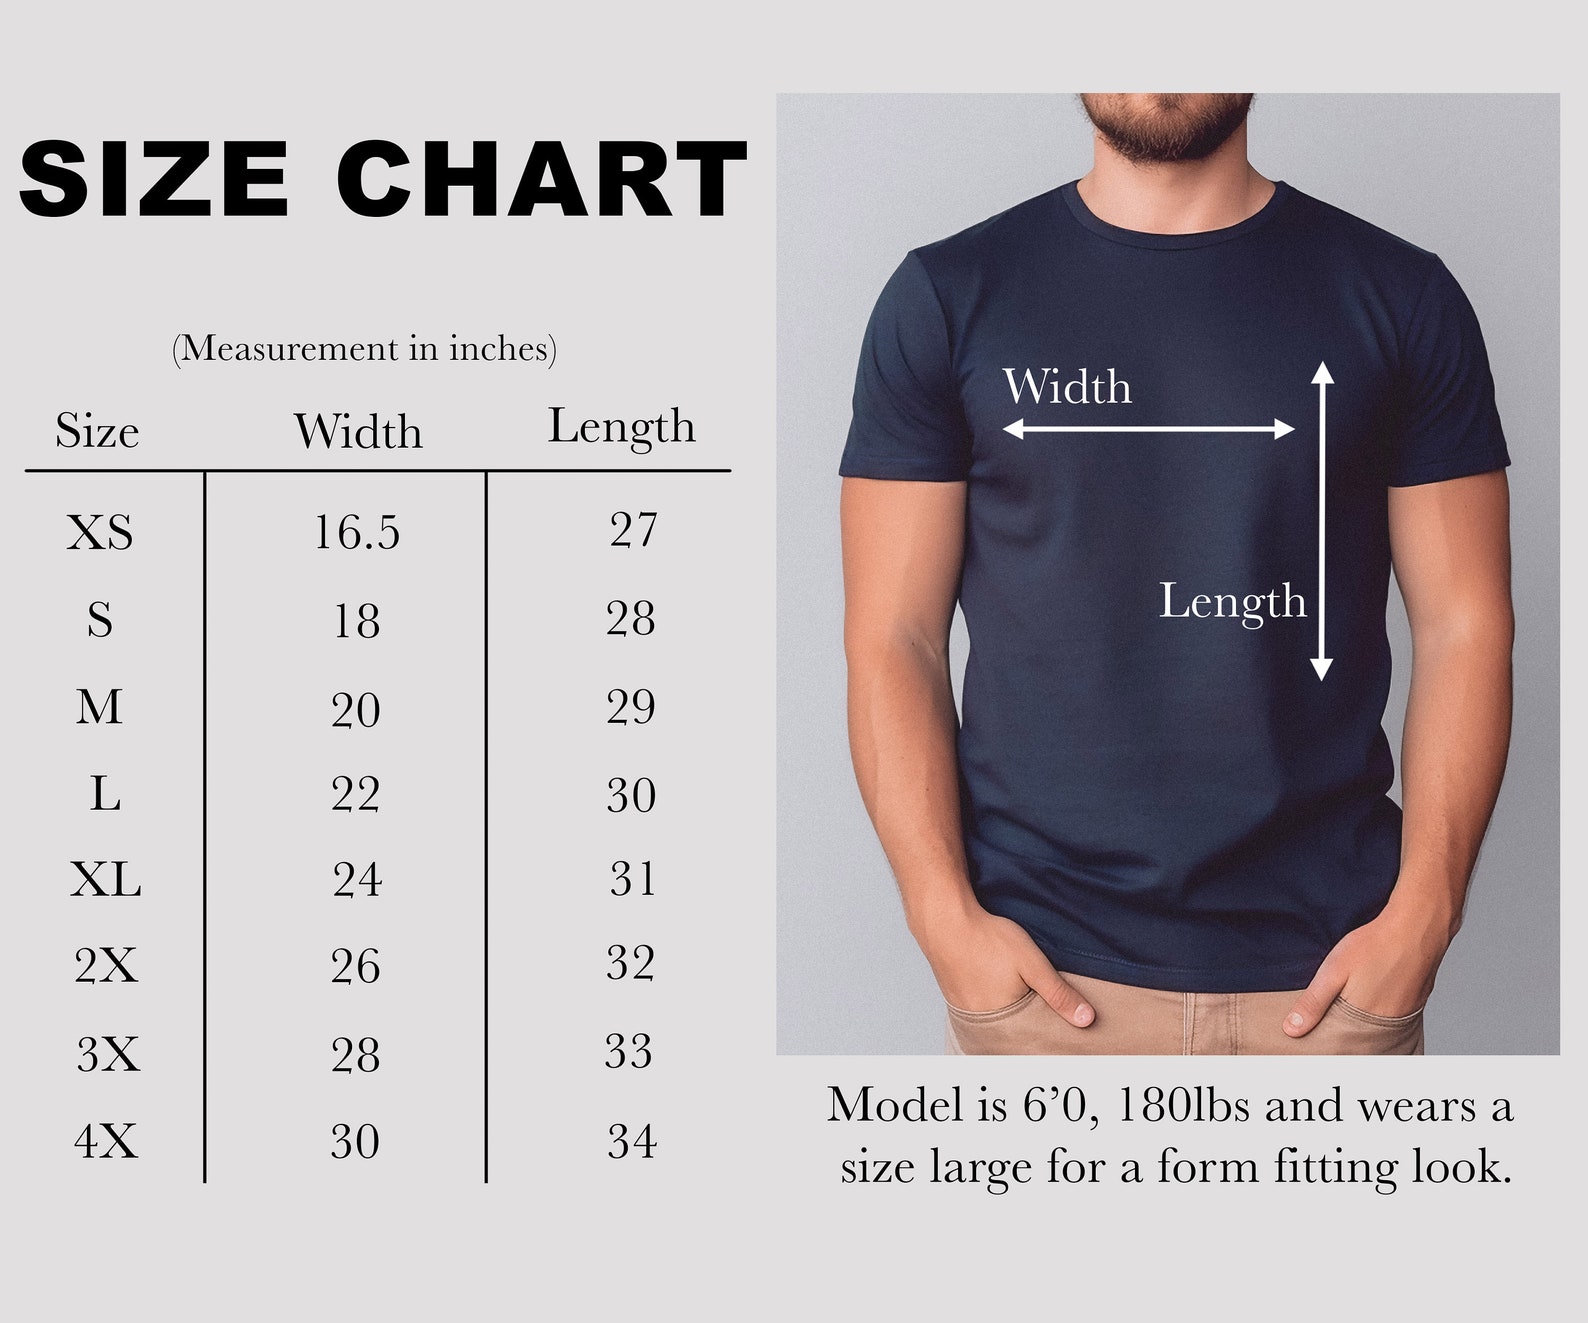 SIZE CHART
(Measurement in inches)
Size Width Length
XS 16.5 27
S 18 28
M 20 29
L 22 30
XL 24 31
2X 26 32
3X 28 33
4X 30 34
Width
Length
Model is 6’0, 180lbs and wears a
size large for a form fitting look.